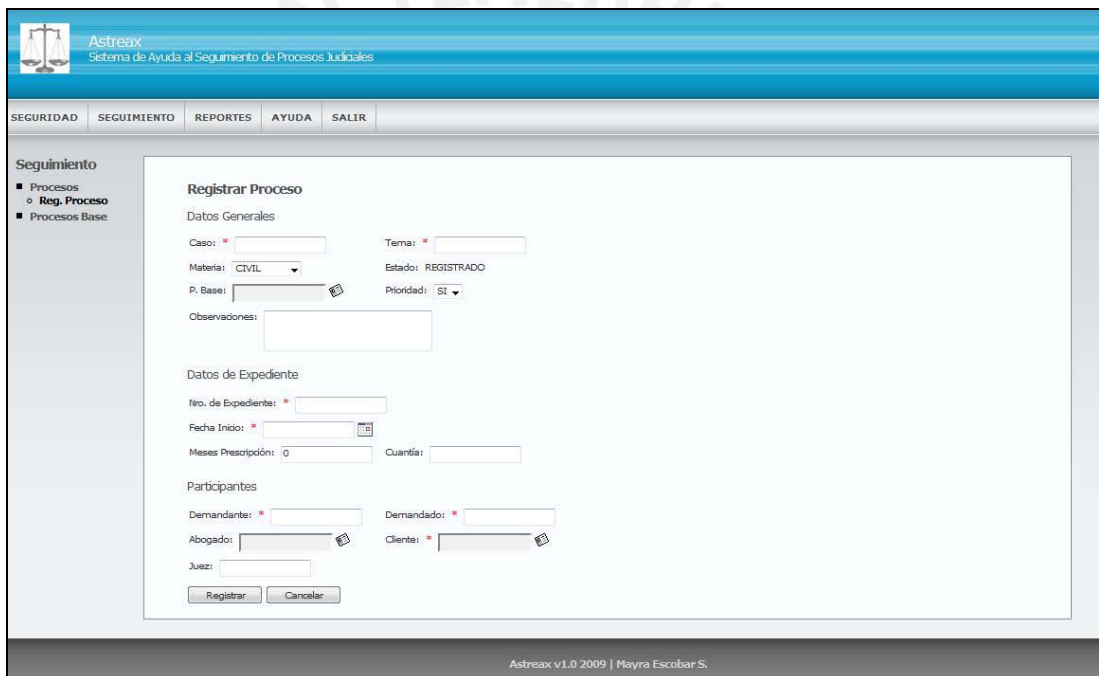 Astreax
Sistema de Ayuda al Seguimiento de Procesos Judiciales
SEGURIDAD SEGUIMIENTO REPORTES AYUDA SALIR
Seguimiento
Procesos
Reg. Proceso
Procesos Base
Registrar Proceso
Datos Generales
Caso: * Tema: *
Materia: CIVIL Estado: REGISTRADO
P. Base: Prioridad: SI
Observaciones:
Datos de Expediente
Nro. de Expediente: *
Fecha Inicio: *
Meses Prescripción: 0 Cuantía:
Participantes
Demandante: * Demandado: *
Abogado: Cliente: *
Juez:
Registrar Cancelar
Astreax v1.0 2009 | Mayra Escobar S.